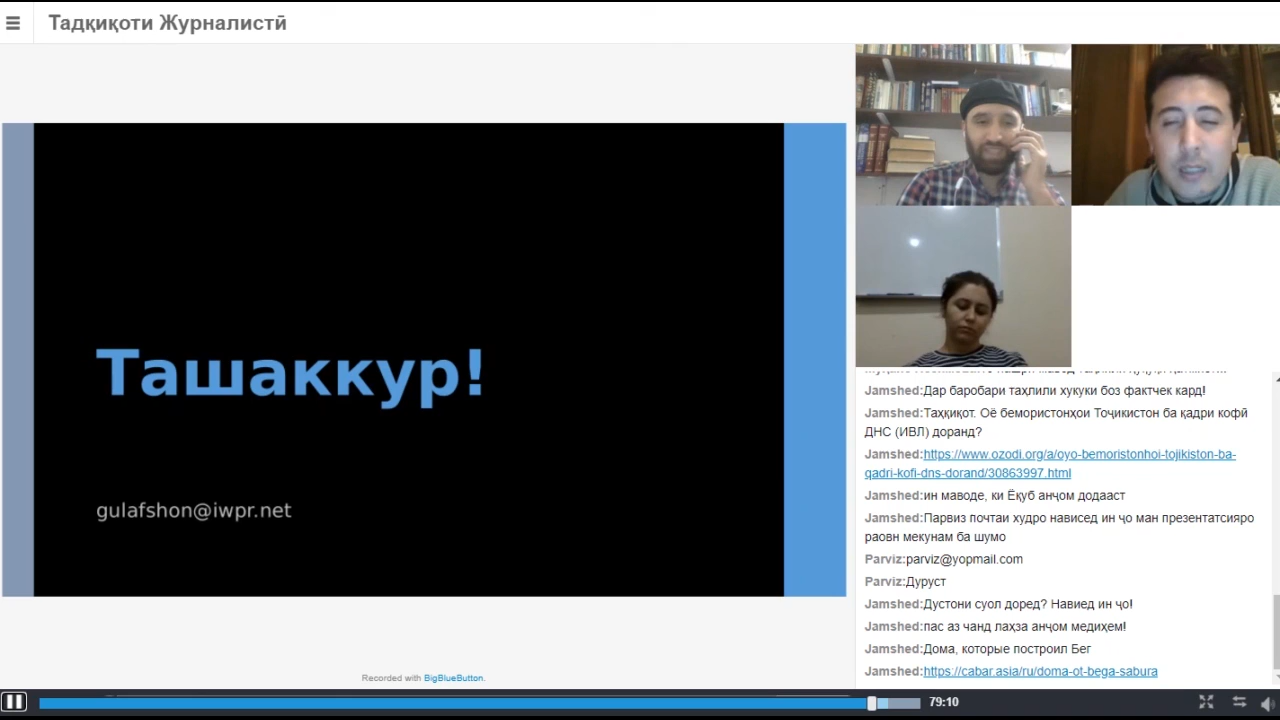 Тадқиқоти Журналистӣ
Ташаккур!
gulafshon@iwpr.net
Jamshed:Дар баробари таҳлили хукуки боз фактчек кард!
Jamshed:Таҳқиқот. Оё бемористонҳои Тоҷикистон ба қадри кофӣ
ДНС (ИВЛ) доранд?
Jamshed:https://www.ozodi.org/a/oyo-bemoristonhoi-tojikiston-ba-
qadri-kofi-dns-dorand/30863997.html
Jamshed:ин маводе, ки Ёқуб анҷом додааст
Jamshed:Парвиз почтаи худро нависед ин ҷо ман презентатсияро
раовн мекунам ба шумо
Parviz:parviz@yopmail.com
Parviz:Дуруст
Jamshed:Дустони суол доред? Навиед ин ҷо!
Jamshed:пас аз чанд лаҳза анҷом медиҳем!
Jamshed:Дома, которые построил Бег
Jamshed:https://cabar.asia/ru/doma-ot-bega-sabura
Recorded with BigBlueButton.
79:10